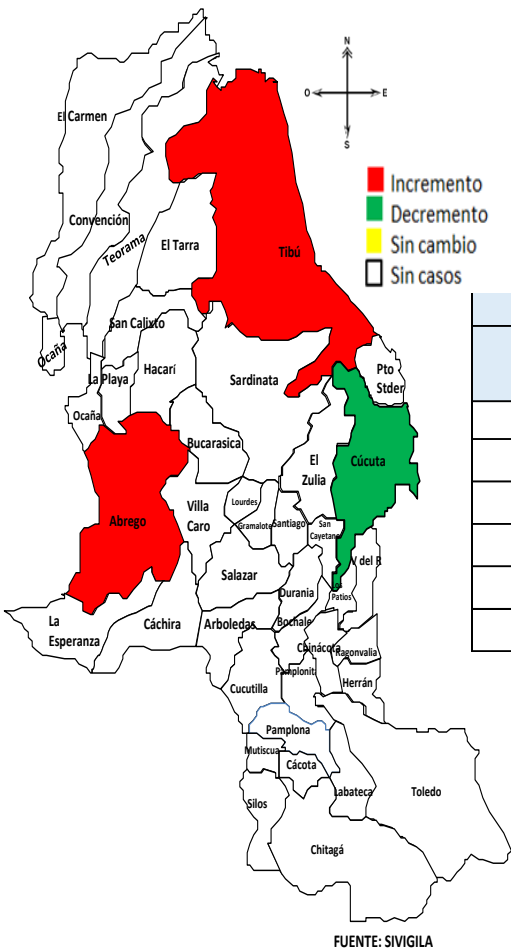 N
O E
S
Incremento
Decremento
Sin cambio
Sin casos
El Carmen
Convención
Teorama
El Tarra
Tibú
San Calixto
Ocaña
La Playa
Hacarí
Sardinata
Pto
Stder
Ocaña
Bucarasica
El
Zulia
Cúcuta
Abrego
Villa
Caro
Lourdes
Gramalote
Santiago
San
Cayetano
V del R
Patios
Salazar
Durania
La
Esperanza
Cáchira
Arboledas
Bochale
Chinácota
Ragonvalia
Pamplonit
Herrán
Cucutilla
Pamplona
Mutiscua
Cácota
Silos
Labateca
Toledo
Chitagá
FUENTE: SIVIGILA